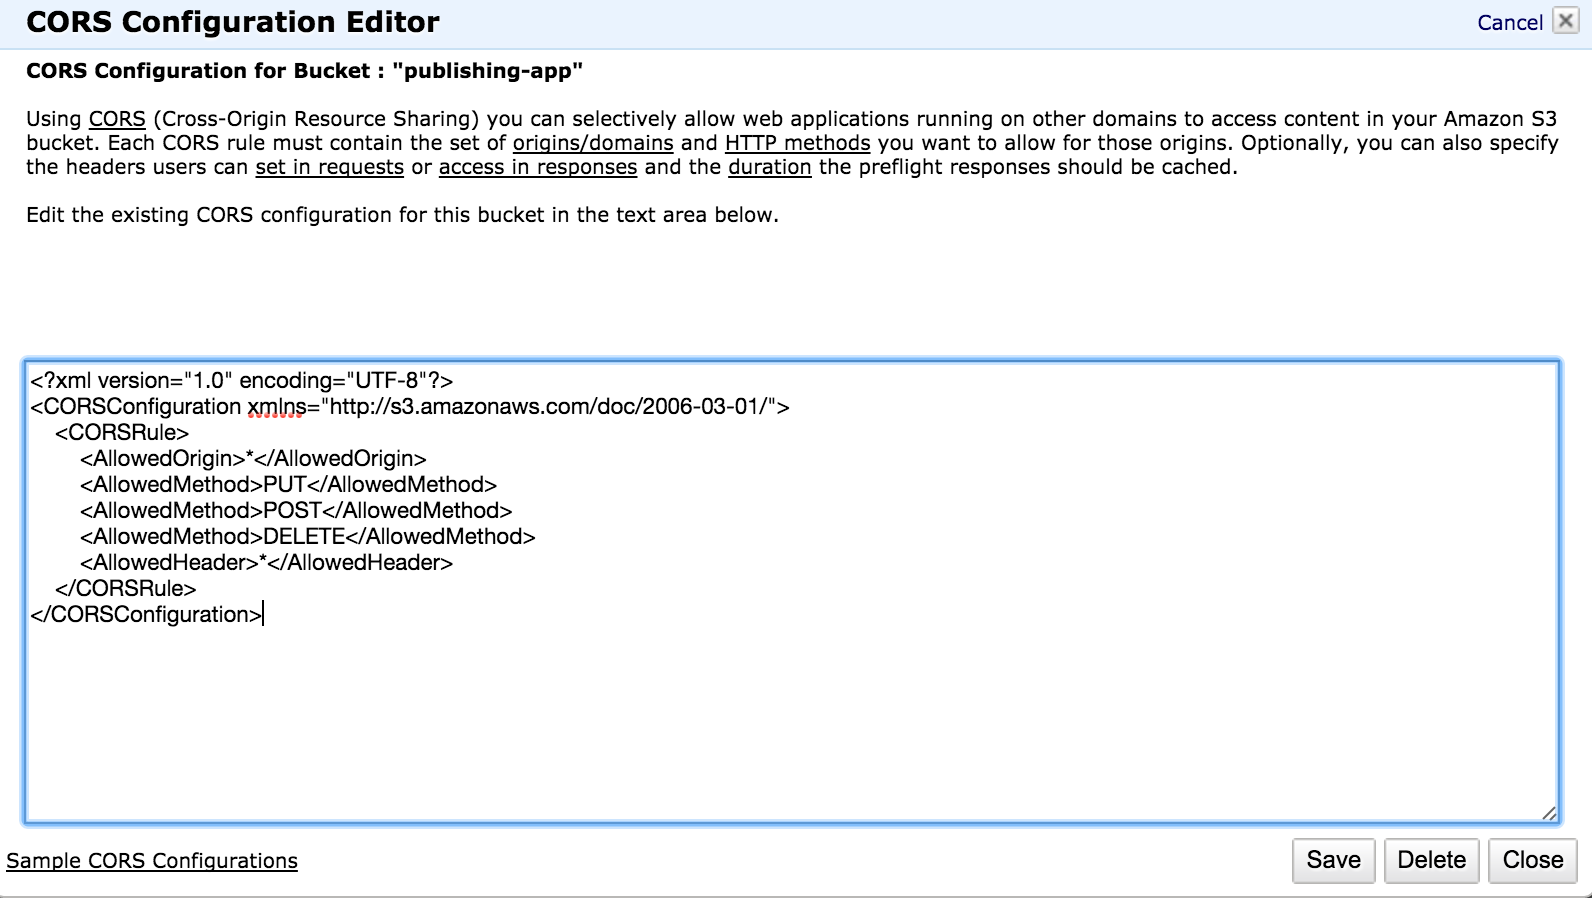 CORS Configuration Editor
Cancel
CORS Configuration for Bucket : "publishing-app"
Using CORS (Cross-Origin Resource Sharing) you can selectively allow web applications running on other domains to access content in your Amazon S3
bucket. Each CORS rule must contain the set of origins/domains and HTTP methods you want to allow for those origins. Optionally, you can also specify
the headers users can set in requests or access in responses and the duration the preflight responses should be cached.
Edit the existing CORS configuration for this bucket in the text area below.
<?xml version="1.0" encoding="UTF-8"?>
<CORSConfiguration xmlns="http://s3.amazonaws.com/doc/2006-03-01/">
    <CORSRule>
        <AllowedOrigin>*</AllowedOrigin>
        <AllowedMethod>PUT</AllowedMethod>
        <AllowedMethod>POST</AllowedMethod>
        <AllowedMethod>DELETE</AllowedMethod>
        <AllowedHeader>*</AllowedHeader>
    </CORSRule>
</CORSConfiguration>
Sample CORS Configurations
Save
Delete
Close